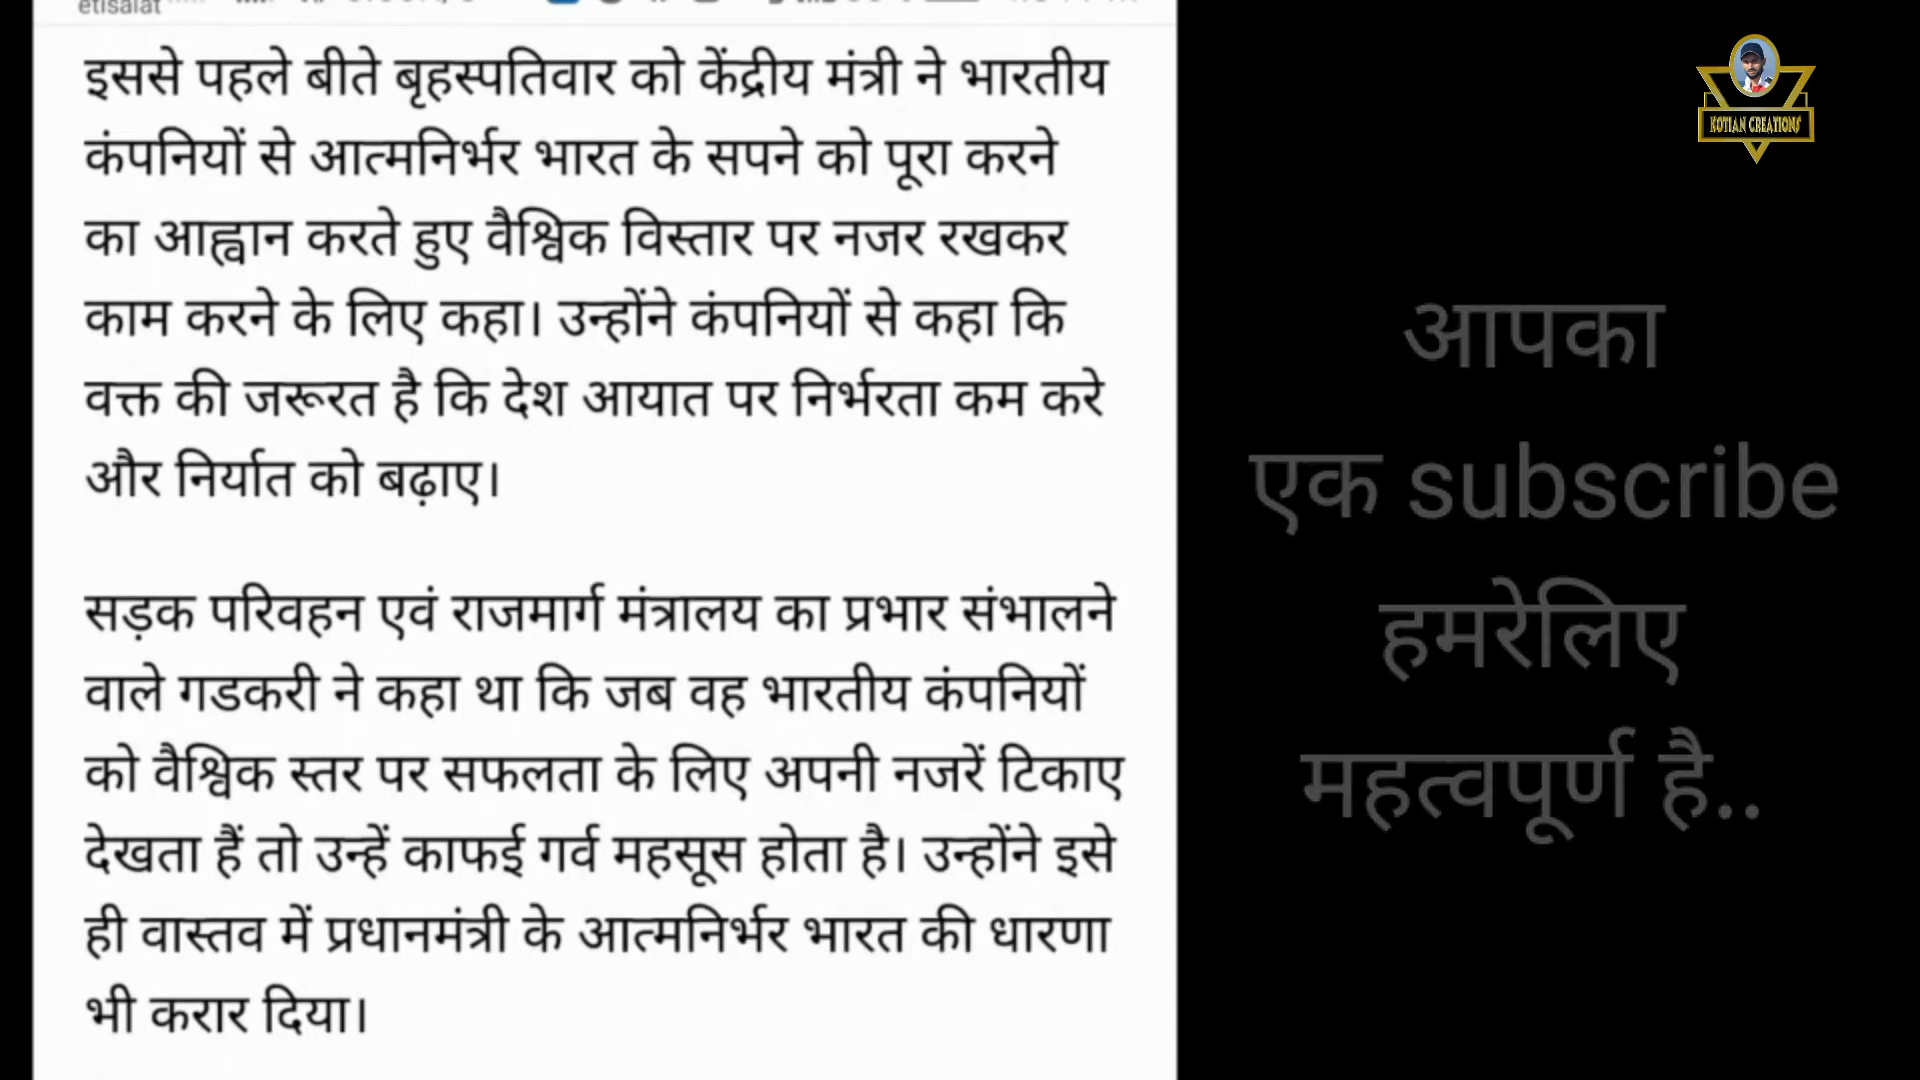 etisalat
इससे पहले बीते बृहस्पतिवार को केंद्रीय मंत्री ने भारतीय
कंपनियों से आत्मनिर्भर भारत के सपने को पूरा करने
का आह्वान करते हुए वैश्विक विस्तार पर नजर रखकर
काम करने के लिए कहा। उन्होंने कंपनियों से कहा कि
वक्त की जरूरत है कि देश आयात पर निर्भरता कम करे
और निर्यात को बढ़ाए।
सड़क परिवहन एवं राजमार्ग मंत्रालय का प्रभार संभालने
वाले गडकरी ने कहा था कि जब वह भारतीय कंपनियों
को वैश्विक स्तर पर सफलता के लिए अपनी नजरें टिकाए
देखता हैं तो उन्हें काफई गर्व महसूस होता है। उन्होंने इसे
ही वास्तव में प्रधानमंत्री के आत्मनिर्भर भारत की धारणा
भी करार दिया।
KOTIAN CREATIONS
आपका
एक subscribe
हमरेलिए
महत्वपूर्ण है..